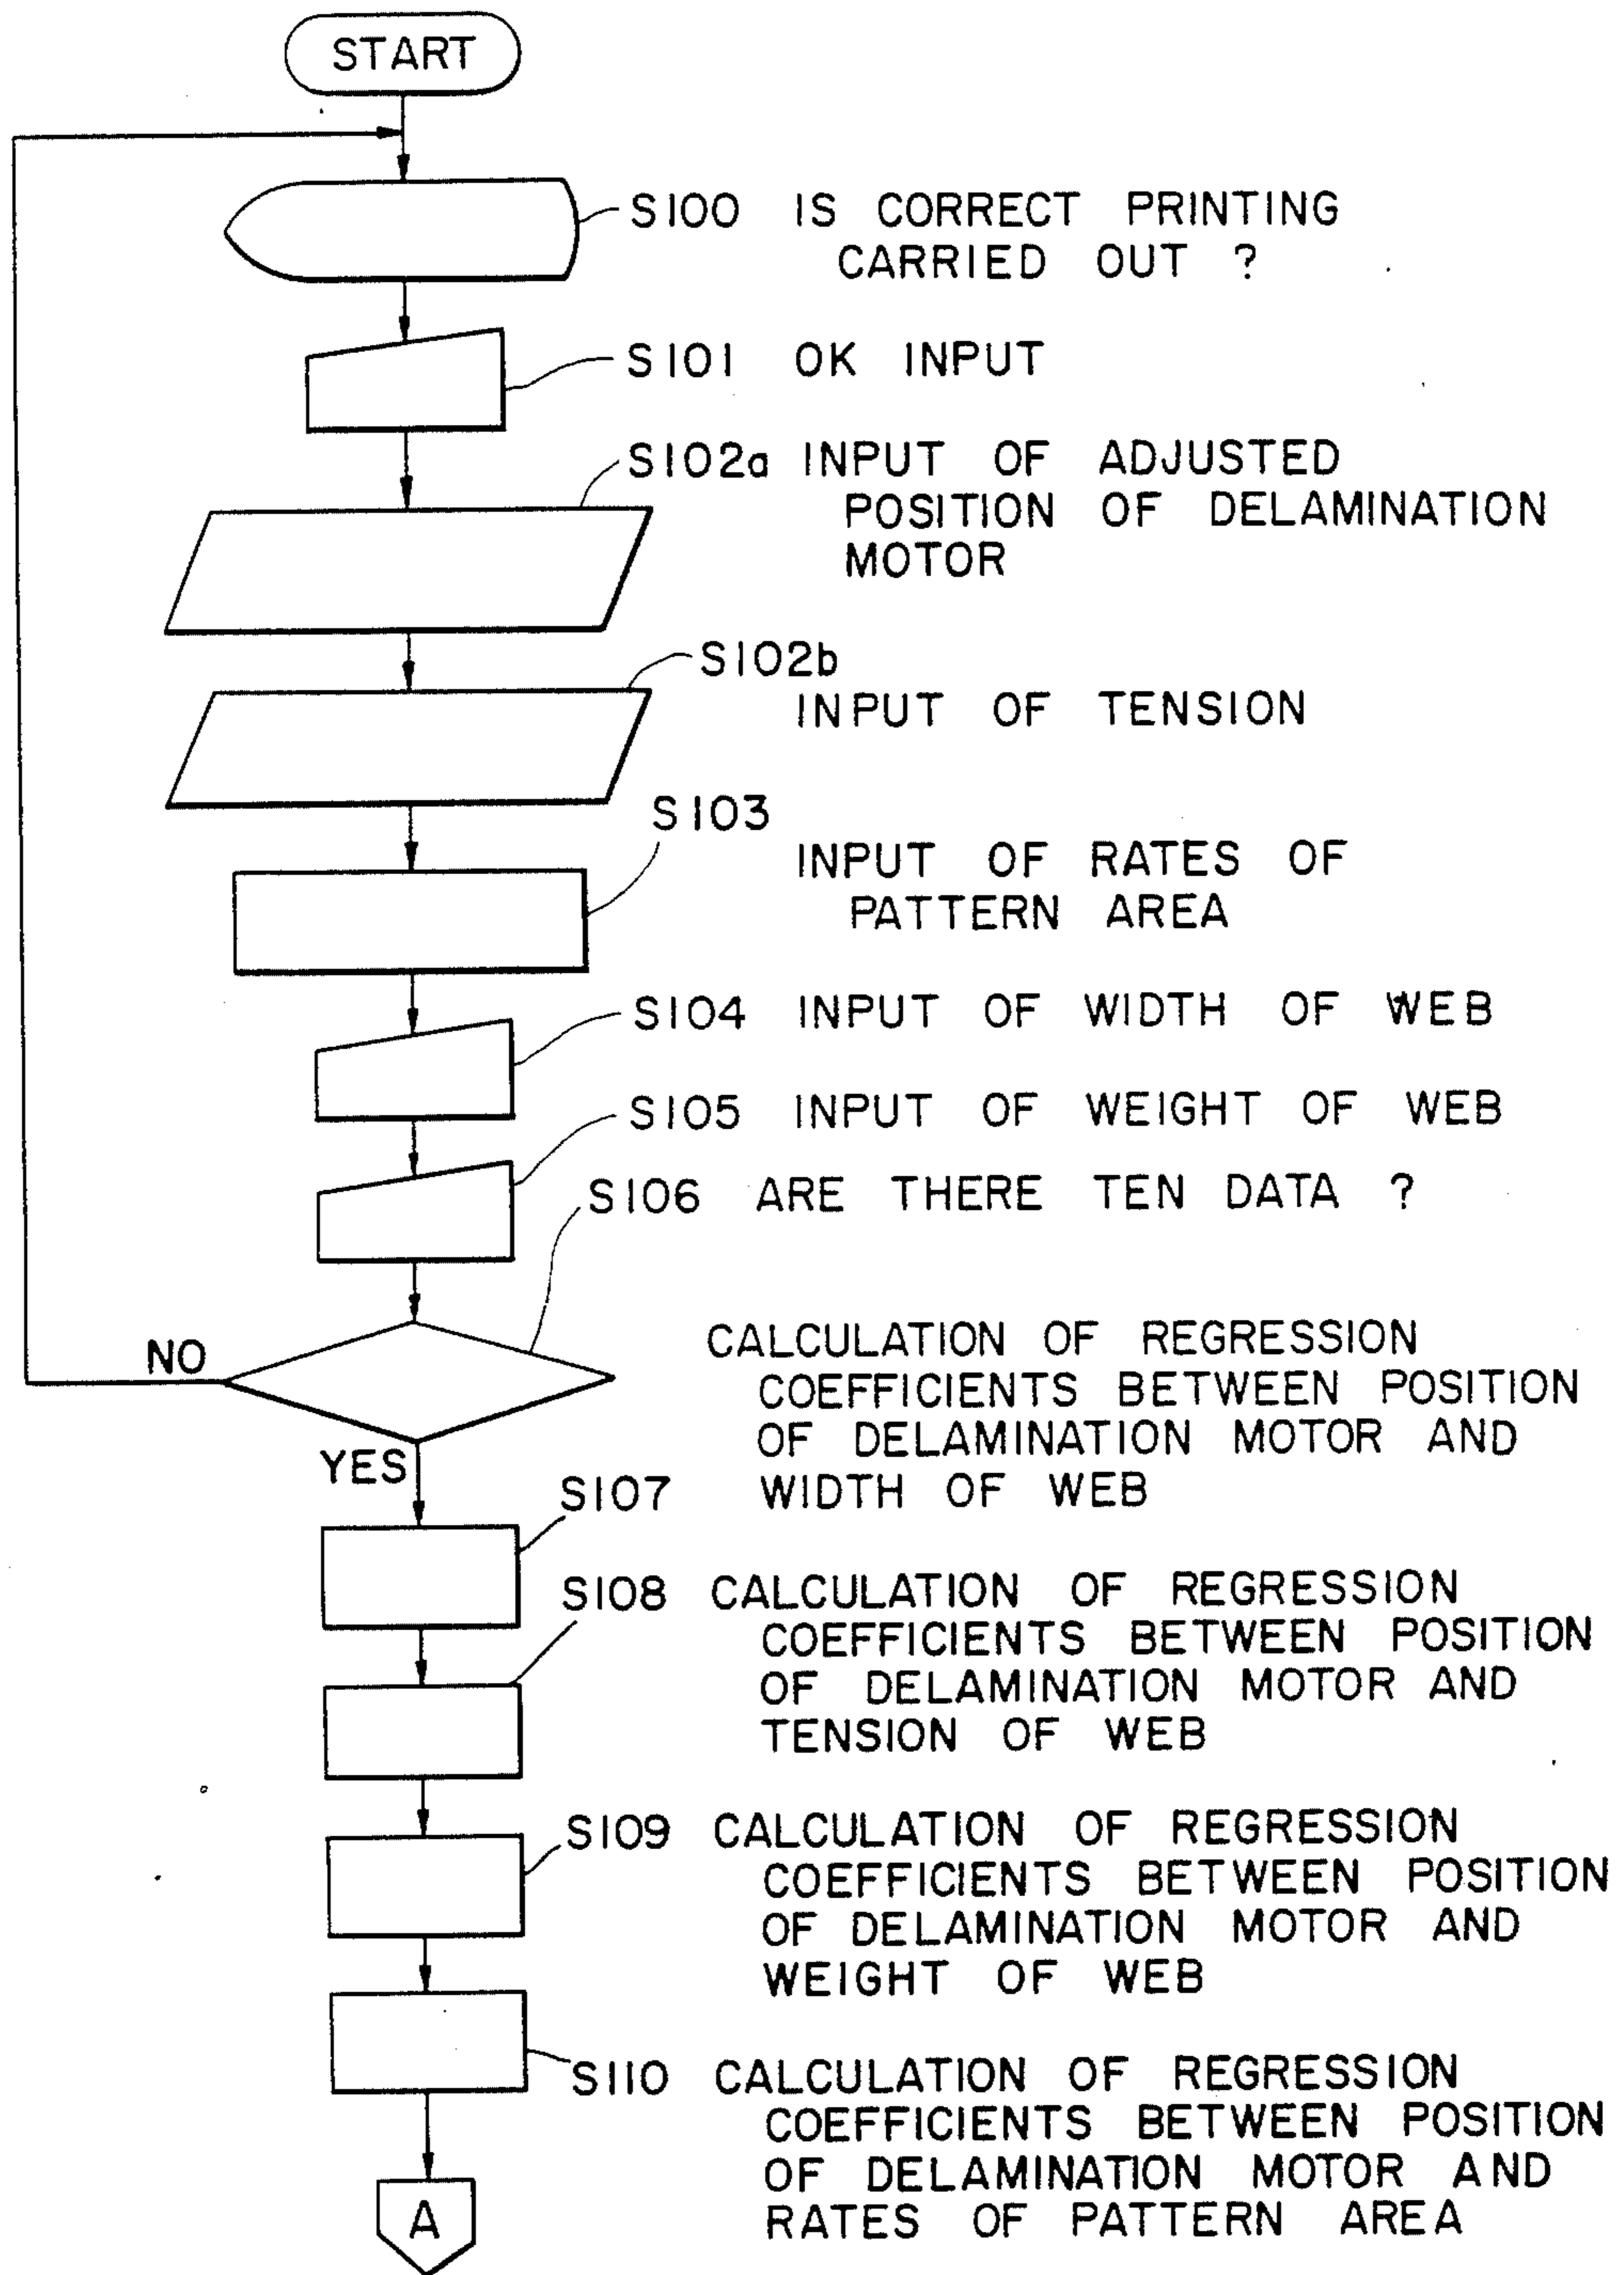 START
S100 IS CORRECT PRINTING
CARRIED OUT ?
S101 OK INPUT
S102a INPUT OF ADJUSTED
POSITION OF DELAMINATION
MOTOR
S102b
INPUT OF TENSION
S103
INPUT OF RATES OF
PATTERN AREA
S104 INPUT OF WIDTH OF WEB
S105 INPUT OF WEIGHT OF WEB
S106 ARE THERE TEN DATA ?
NO
YES
S107
CALCULATION OF REGRESSION
COEFFICIENTS BETWEEN POSITION
OF DELAMINATION MOTOR AND
WIDTH OF WEB
S108 CALCULATION OF REGRESSION
COEFFICIENTS BETWEEN POSITION
OF DELAMINATION MOTOR AND
TENSION OF WEB
S109 CALCULATION OF REGRESSION
COEFFICIENTS BETWEEN POSITION
OF DELAMINATION MOTOR AND
WEIGHT OF WEB
S110 CALCULATION OF REGRESSION
COEFFICIENTS BETWEEN POSITION
OF DELAMINATION MOTOR AND
RATES OF PATTERN AREA
A